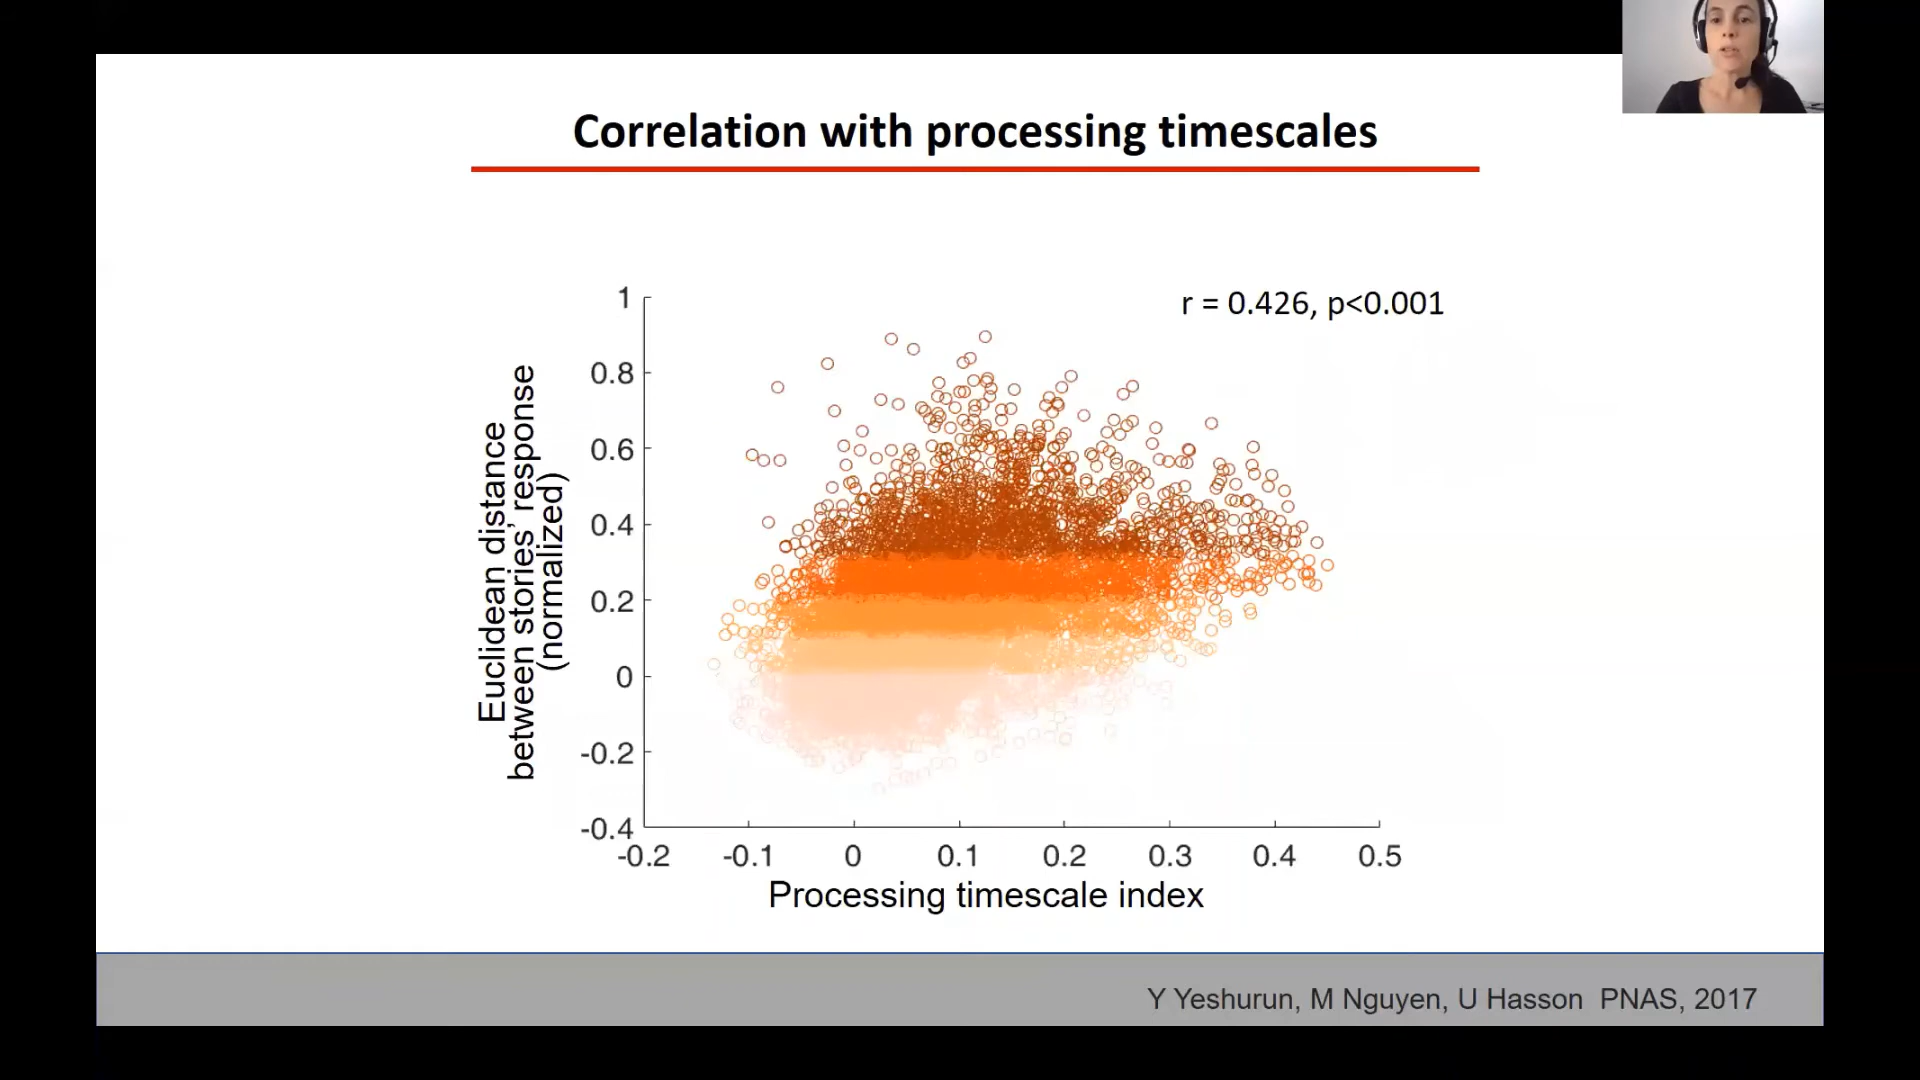 Correlation with processing timescales
r = 0.426, p<0.001
Euclidean distance
between stories' response
(normalized)
1
0.8
0.6
0.4
0.2
0
-0.2
-0.4
-0.2 -0.1 0 0.1 0.2 0.3 0.4 0.5
Processing timescale index
Y Yeshurun, M Nguyen, U Hasson PNAS, 2017